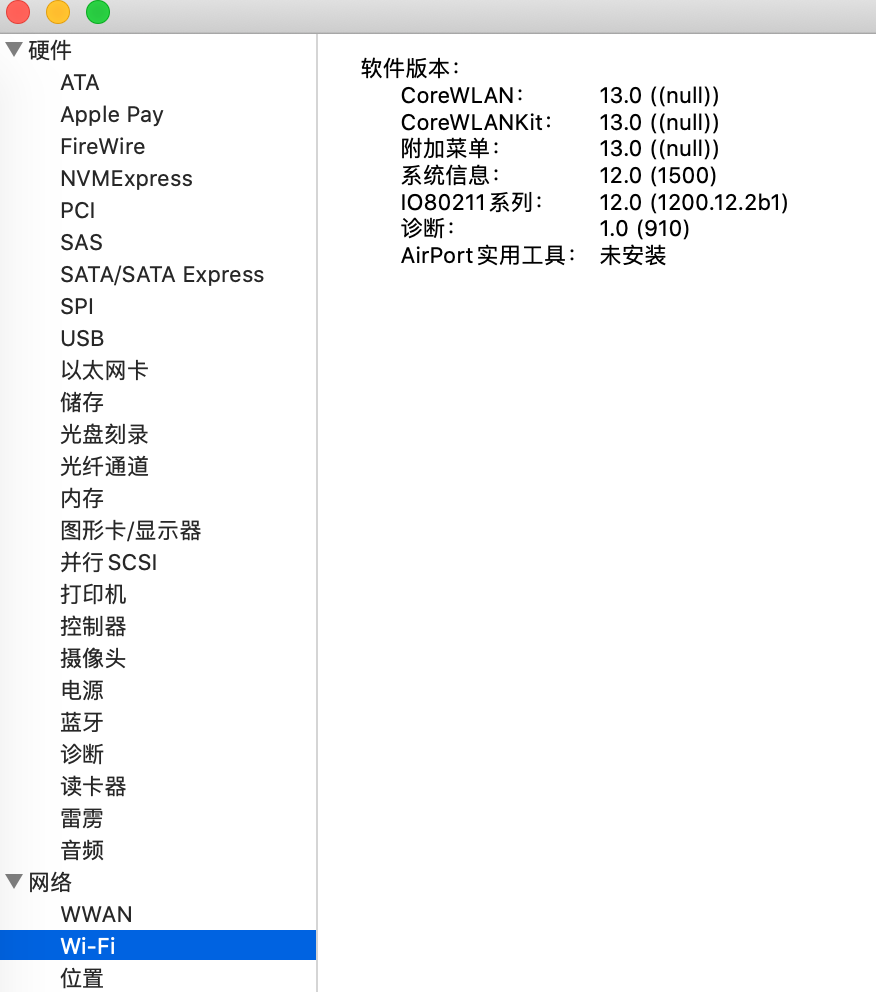 硬件
ATA
Apple Pay
FireWire
NVMExpress
PCI
SAS
SATA/SATA Express
SPI
USB
以太网卡
储存
光盘刻录
光纤通道
内存
图形卡/显示器
并行SCSI
打印机
控制器
摄像头
电源
蓝牙
诊断
读卡器
雷雳
音频
网络
WWAN
Wi-Fi
位置
软件版本：
CoreWLAN： 13.0 ((null))
CoreWLANKit： 13.0 ((null))
附加菜单： 13.0 ((null))
系统信息： 12.0 (1500)
IO80211系列： 12.0 (1200.12.2b1)
诊断： 1.0 (910)
AirPort实用工具： 未安装